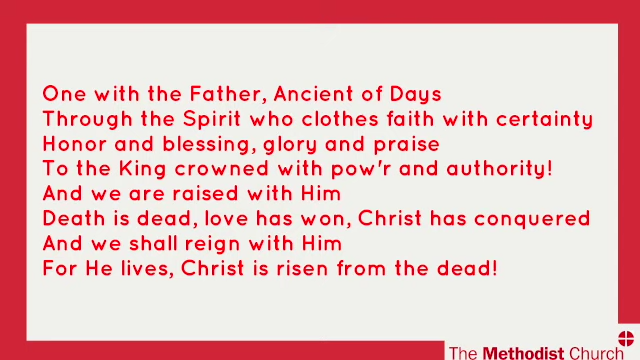 One with the Father, Ancient of Days
Through the Spirit who clothes faith with certainty
Honor and blessing, glory and praise
To the King crowned with pow'r and authority!
And we are raised with Him
Death is dead, love has won, Christ has conquered
And we shall reign with Him
For He lives, Christ is risen from the dead!
The Methodist Church